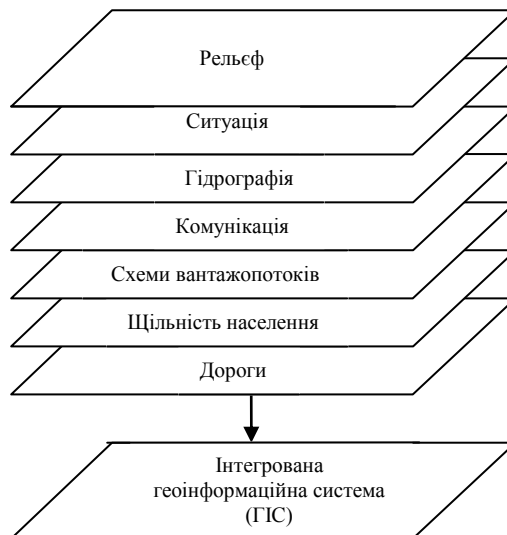 Рельєф
Ситуація
Гідрографія
Комунікація
Схеми вантажопотоків
Щільність населення
Дороги
Інтегрована
геоінформаційна система
(ГІС)